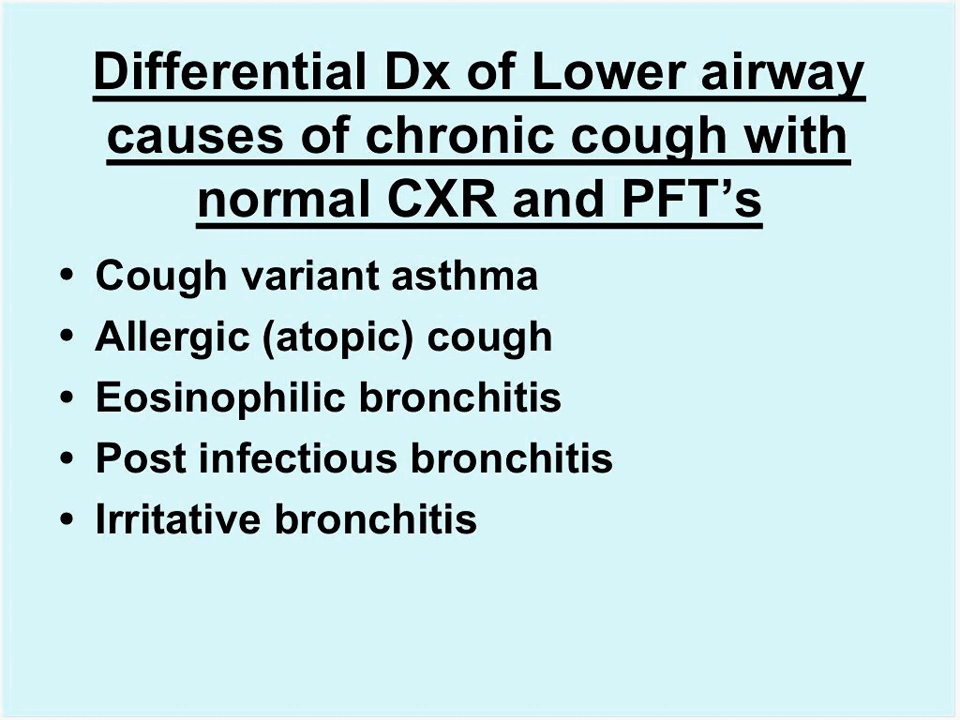 Differential Dx of Lower airway
causes of chronic cough with
normal CXR and PFT’s
• Cough variant asthma
• Allergic (atopic) cough
• Eosinophilic bronchitis
• Post infectious bronchitis
• Irritative bronchitis